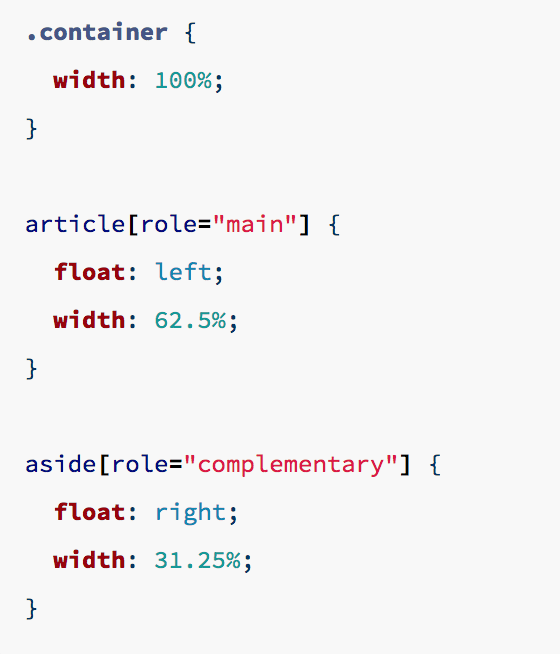 .container {
  width: 100%;
}
article[role="main"] {
  float: left;
  width: 62.5%;
}
aside[role="complementary"] {
  float: right;
  width: 31.25%;
}